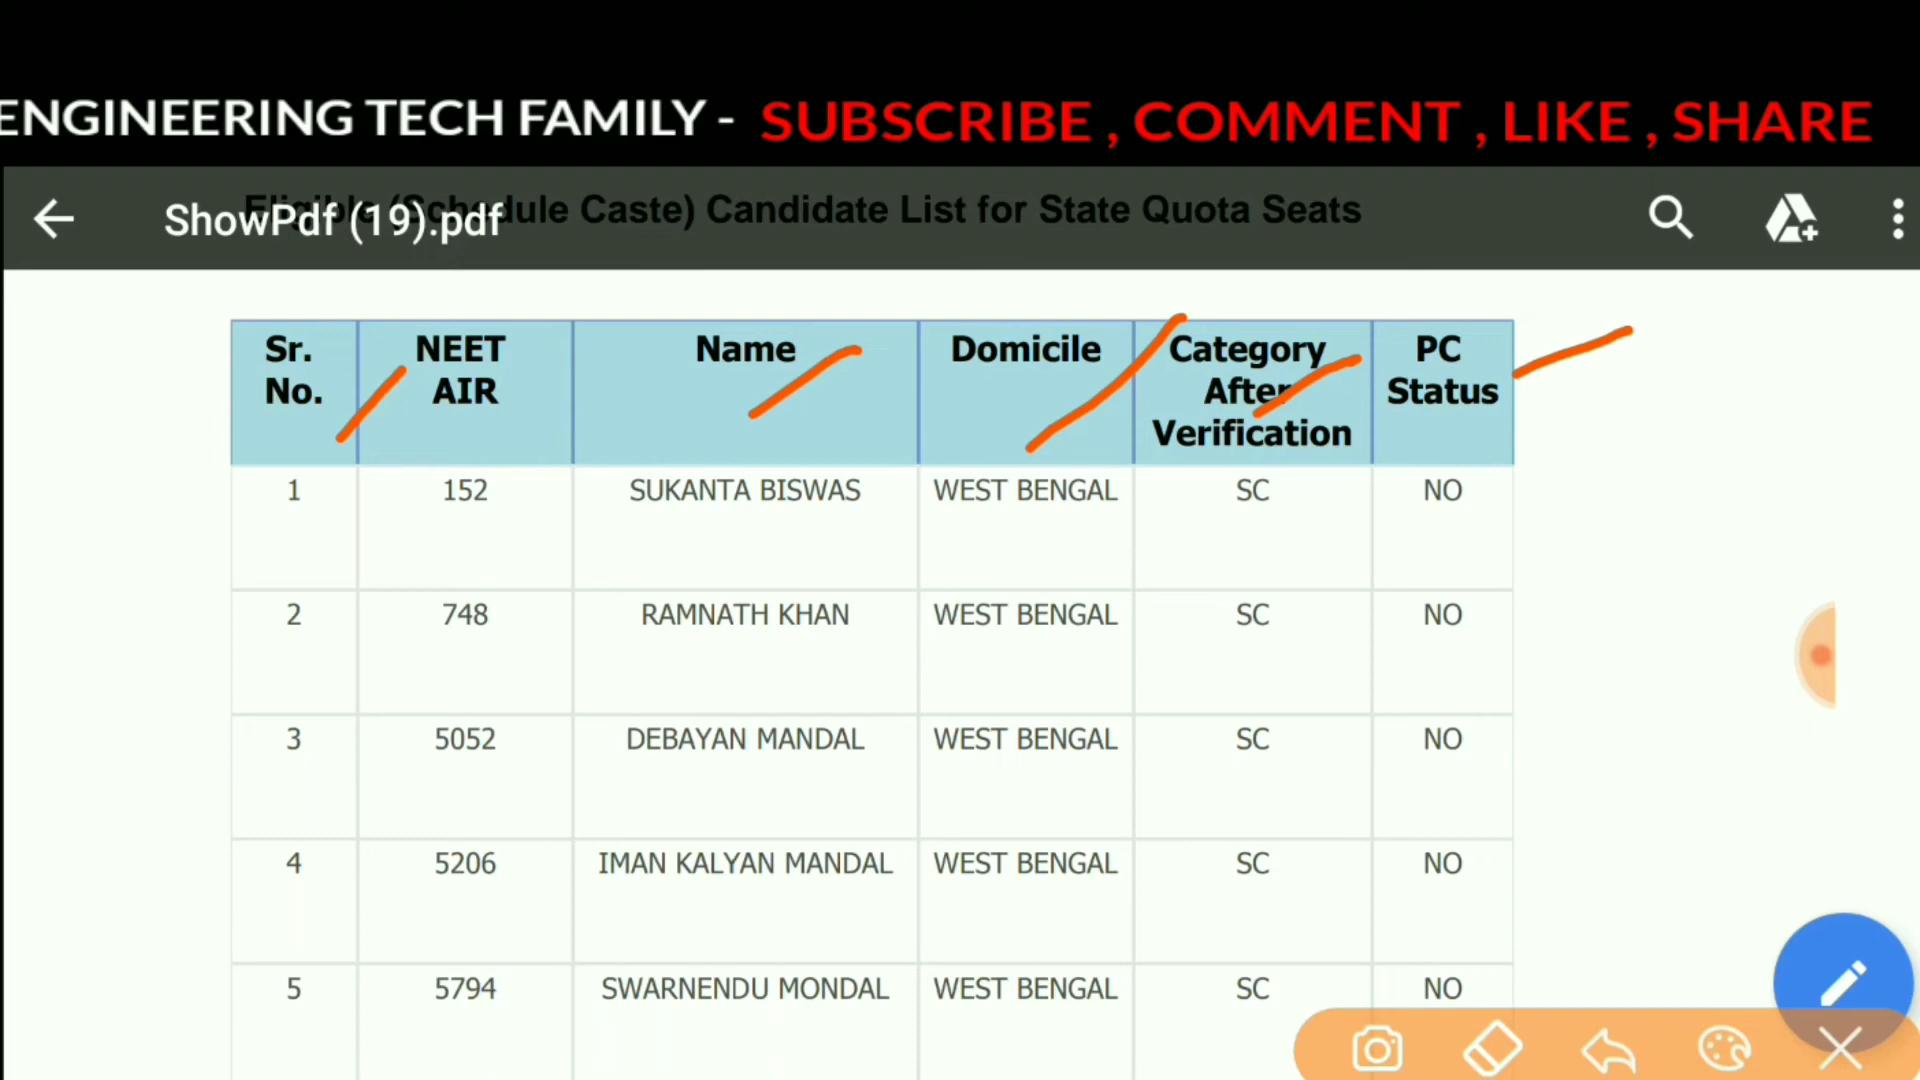 ENGINEERING TECH FAMILY - SUBSCRIBE , COMMENT , LIKE , SHARE
Eligible (Schedule Caste) Candidate List for State Quota Seats
ShowPdf (19).pdf
Sr. No. NEET AIR Name Domicile Category After Verification PC Status
1 152 SUKANTA BISWAS WEST BENGAL SC NO
2 748 RAMNATH KHAN WEST BENGAL SC NO
3 5052 DEBAYAN MANDAL WEST BENGAL SC NO
4 5206 IMAN KALYAN MANDAL WEST BENGAL SC NO
5 5794 SWARNENDU MONDAL WEST BENGAL SC NO